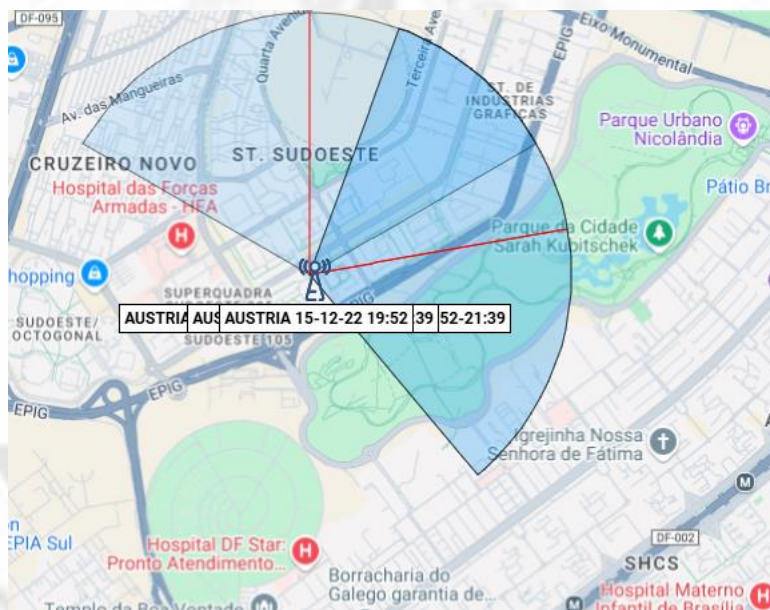 DF-095
Eixo Monumental
EPIG
Quarta Avenid
Terceira Ave
Av. das Mangueiras
ST. DE
INDÚSTRIAS
GRÁFICAS
Parque Urbano
Nicolândia
CRUZEIRO NOVO
ST. SUDOESTE
Hospital das Forças
Armadas - HFA
Pátio Br
Parque da Cidade
Sarah Kubitschek
hopping
SUPERQUADRA
SUDOESTE/
OCTOGONAL
EPIG
AUSTRIA
AUS
AUSTRIA 15-12-22 19:52
:39
52-21:39
SUDOESTE 105
EPIG
EPIG
Igrejinha Nossa
Senhora de Fátima
EPIA Sul
Hospital DF Star:
Pronto Atendimento...
DF-002
SHCS
Borracharia do
Galego garantia de...
Hospital Materno
Infantil de Brasília
Templo da Boa Vontade